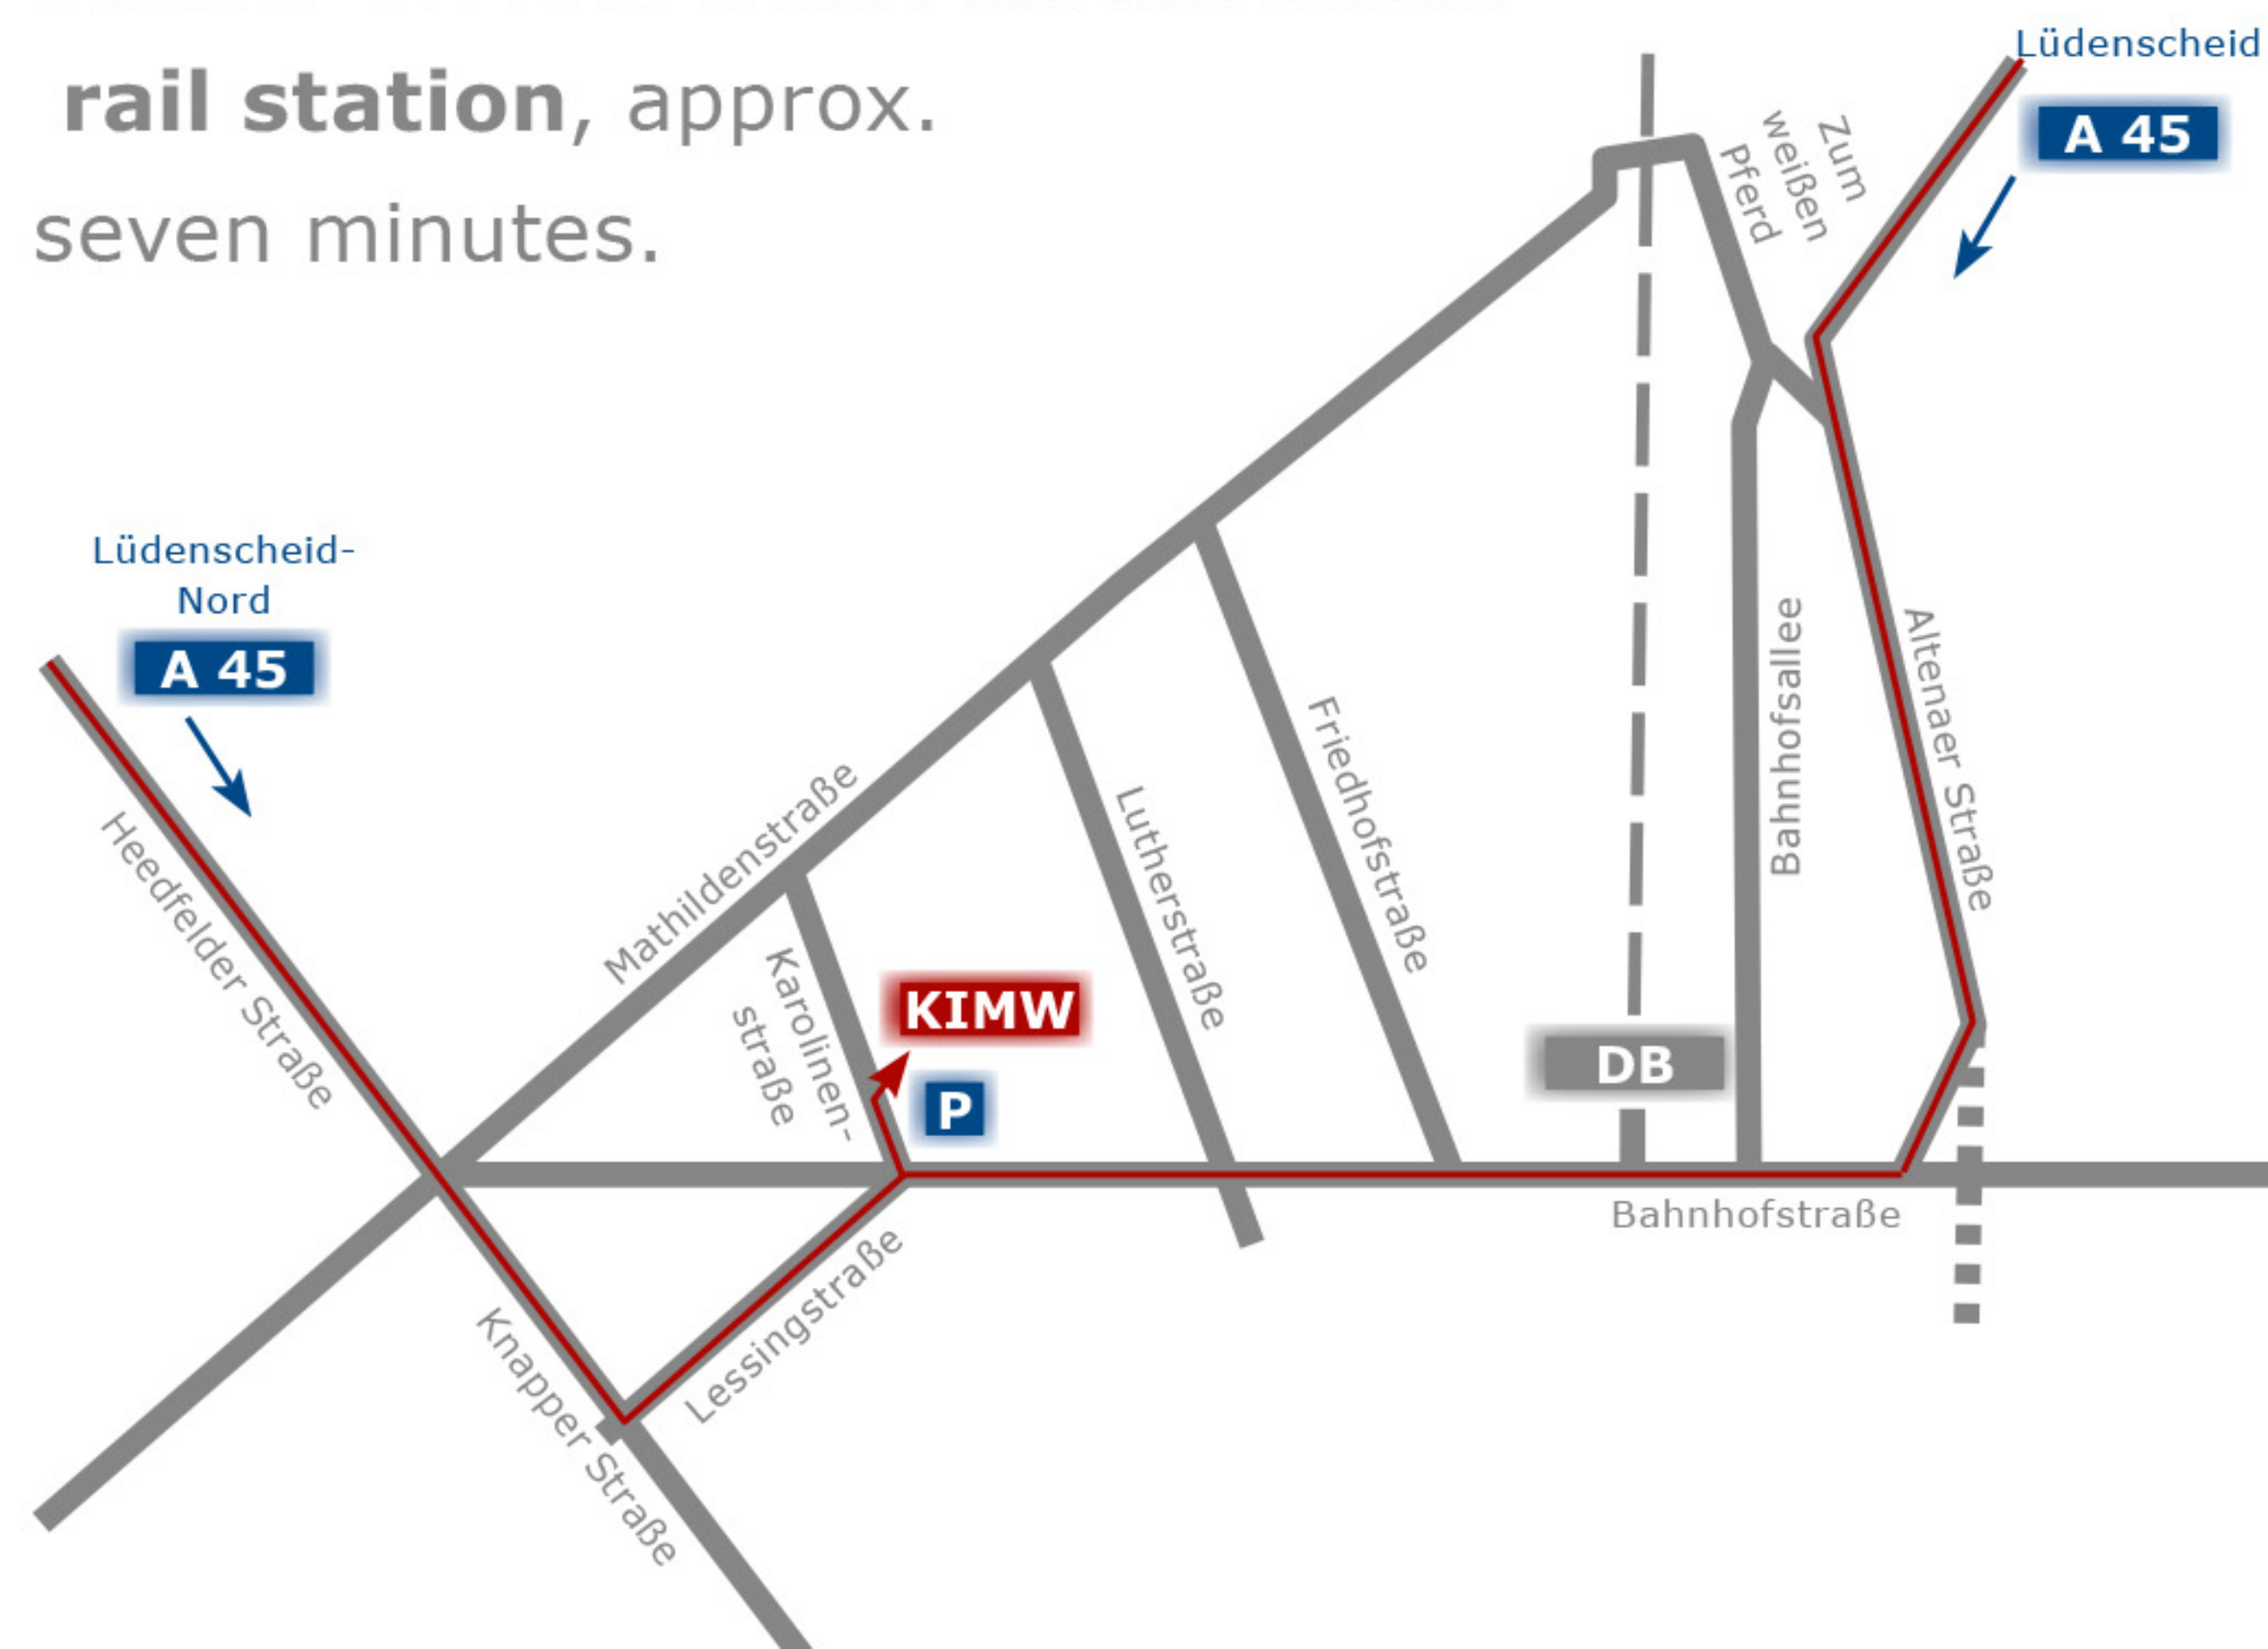 rail station, approx.
seven minutes.
Lüdenscheid
A 45
Zum
weißen
Pferd
Lüdenscheid-
Nord
A 45
Heedfelder Straße
Mathildenstraße
Karolinen-
straße
KIMW
P
Lutherstraße
Friedhofstraße
DB
Bahnhofsallee
Altenaer Straße
Bahnhofstraße
Lessingstraße
Knapper Straße